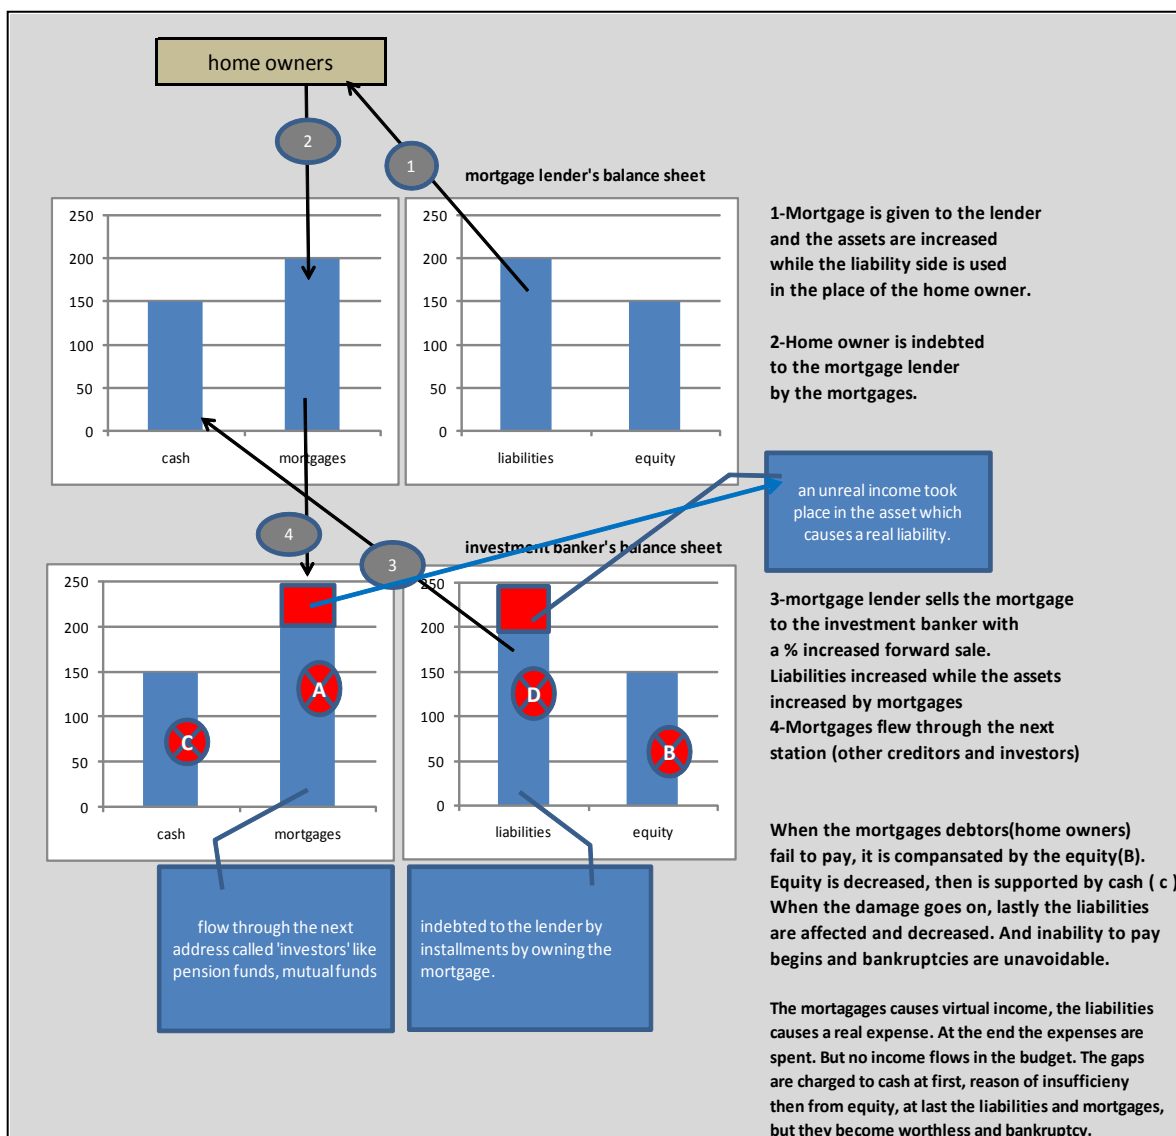 home owners
2
1
mortgage lender's balance sheet
250
200
150
100
50
0
cash
mortgages
250
200
150
100
50
0
liabilities
equity
1-Mortgage is given to the lender
and the assets are increased
while the liability side is used
in the place of the home owner.
2-Home owner is indebted
to the mortgage lender
by the mortgages.
an unreal income took
place in the asset which
causes a real liability.
4
3
investment banker's balance sheet
250
200
150
100
50
0
C
A
cash
mortgages
250
200
150
100
50
0
D
B
liabilities
equity
3-mortgage lender sells the mortgage
to the investment banker with
a % increased forward sale.
Liabilities increased while the assets
increased by mortgages
4-Mortgages flew through the next
station (other creditors and investors)
flow through the next
address called 'investors' like
pension funds, mutual funds
indebted to the lender by
installments by owning the
mortgage.
When the mortgages debtors(home owners)
fail to pay, it is compansated by the equity(B).
Equity is decreased, then is supported by cash ( c )
When the damage goes on, lastly the liabilities
are affected and decreased. And inability to pay
begins and bankruptcies are unavoidable.
The mortagages causes virtual income, the liabilities
causes a real expense. At the end the expenses are
spent. But no income flows in the budget. The gaps
are charged to cash at first, reason of insufficieny
then from equity, at last the liabilities and mortgages,
but they become worthless and bankruptcy.